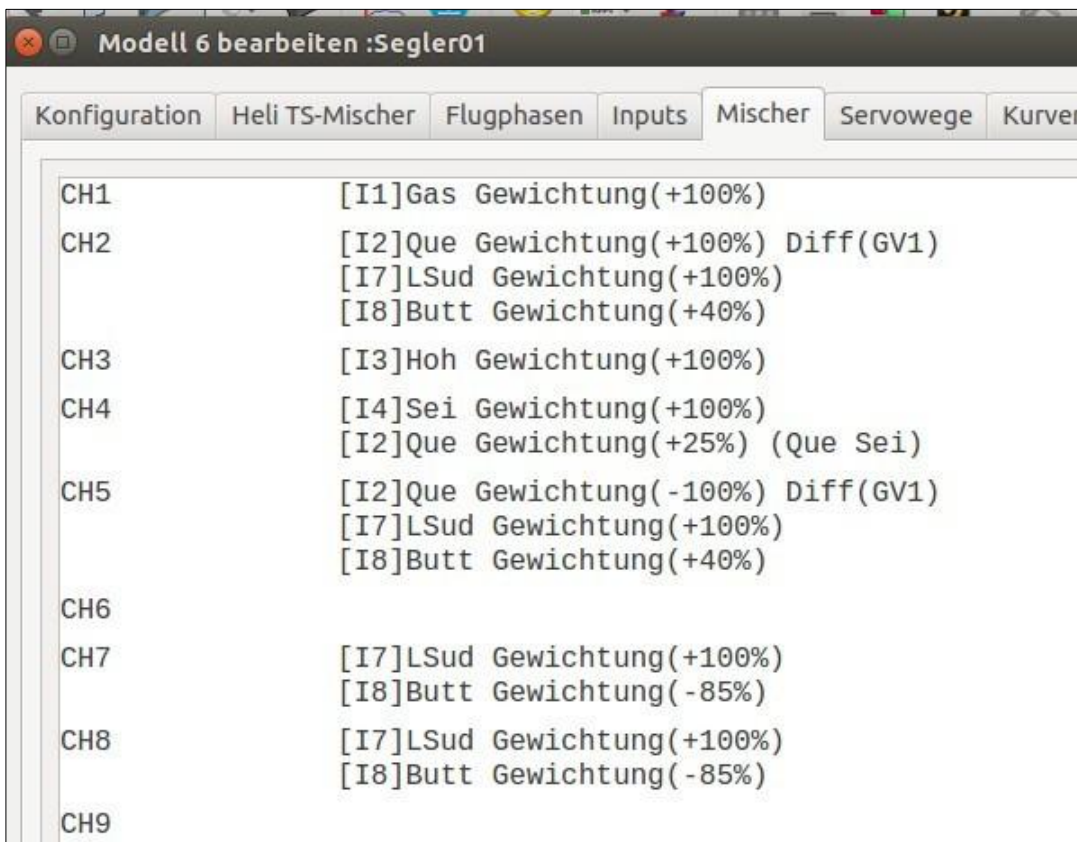 Modell 6 bearbeiten :Segler01
Konfiguration Heli TS-Mischer Flugphasen Inputs Mischer Servowege Kurven
CH1 [I1]Gas Gewichtung(+100%)
CH2 [I2]Que Gewichtung(+100%) Diff(GV1)
[I7]LSud Gewichtung(+100%)
[I8]Butt Gewichtung(+40%)
CH3 [I3]Hoh Gewichtung(+100%)
CH4 [I4]Sei Gewichtung(+100%)
[I2]Que Gewichtung(+25%) (Que Sei)
CH5 [I2]Que Gewichtung(-100%) Diff(GV1)
[I7]LSud Gewichtung(+100%)
[I8]Butt Gewichtung(+40%)
CH6
CH7 [I7]LSud Gewichtung(+100%)
[I8]Butt Gewichtung(-85%)
CH8 [I7]LSud Gewichtung(+100%)
[I8]Butt Gewichtung(-85%)
CH9